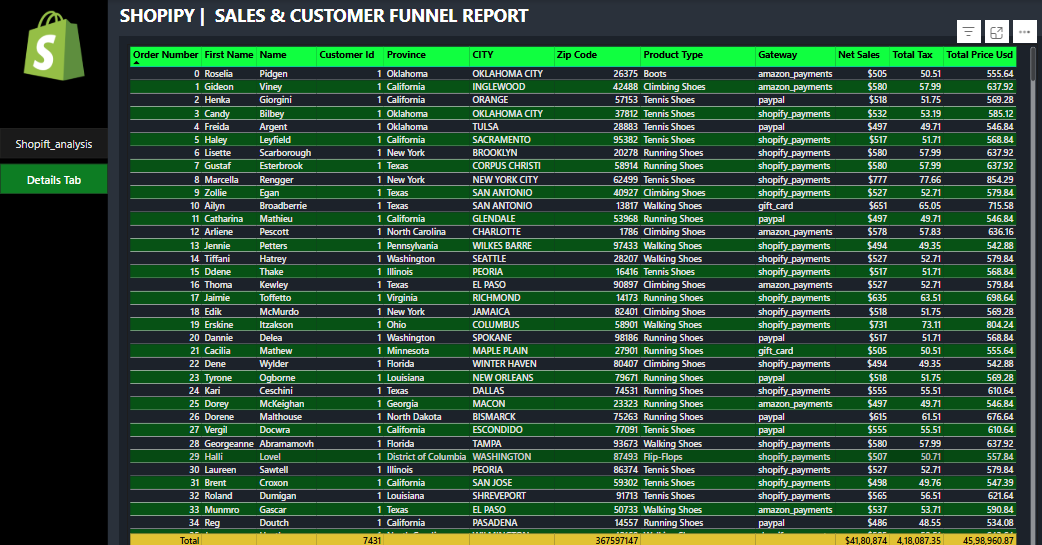 SHOPIPY | SALES & CUSTOMER FUNNEL REPORT
S
Shopift_analysis
Details Tab
Order Number First Name Name Customer Id Province CITY Zip Code Product Type Gateway Net Sales Total Tax Total Price Usd
0 Roselia Pidgen 1 Oklahoma OKLAHOMA CITY 26375 Boots amazon_payments $505 50.51 555.64
1 Gideon Viney 1 California INGLEWOOD 42488 Climbing Shoes amazon_payments $580 57.99 637.92
2 Henka Giorgini 1 California ORANGE 57153 Tennis Shoes paypal $518 51.75 569.28
3 Candy Bilsey 1 Oklahoma OKLAHOMA CITY 37812 Tennis Shoes shopify_payments $532 53.19 585.12
4 Freida Argent 1 Oklahoma TULSA 28883 Tennis Shoes paypal $497 49.71 546.84
5 Haley Leyfield 1 California SACRAMENTO 95382 Tennis Shoes shopify_payments $517 51.71 568.84
6 Lisette Scarborough 1 New York BROOKLYN 20278 Running Shoes shopify_payments $580 57.99 637.92
7 Gustaf Esterbrook 1 Texas CORPUS CHRISTI 58914 Running Shoes shopify_payments $580 57.99 637.92
8 Marcella Rengger 1 New York NEW YORK CITY 62499 Tennis Shoes shopify_payments $777 77.66 854.29
9 Zollie Egan 1 Texas SAN ANTONIO 40927 Climbing Shoes shopify_payments $527 52.71 579.84
10 Ailyn Broadberrie 1 Texas SAN ANTONIO 13817 Walking Shoes gift_card $651 65.05 715.58
11 Catharina Mathieu 1 California GLENDALE 53968 Running Shoes paypal $497 49.71 546.84
12 Arliene Pescott 1 North Carolina CHARLOTTE 1786 Climbing Shoes amazon_payments $578 57.83 636.16
13 Jennie Petters 1 Pennsylvania WILKES BARRE 97433 Walking Shoes shopify_payments $494 49.35 542.88
14 Tiffani Hatrey 1 Washington SEATTLE 28207 Walking Shoes shopify_payments $527 52.71 579.84
15 Ddene Thake 1 Illinois PEORIA 16416 Tennis Shoes shopify_payments $517 51.71 568.84
16 Thoma Kewley 1 Texas EL PASO 90897 Climbing Shoes amazon_payments $527 52.71 579.84
17 Jaimie Toffetto 1 Virginia RICHMOND 14173 Running Shoes shopify_payments $635 63.51 698.64
18 Edik McMurdo 1 New York JAMAICA 82401 Climbing Shoes shopify_payments $518 51.75 569.28
19 Erskine Itzakson 1 Ohio COLUMBUS 58901 Walking Shoes shopify_payments $731 73.11 804.24
20 Dannie Delea 1 Washington SPOKANE 98186 Running Shoes paypal $517 51.71 568.84
21 Cacilia Mathew 1 Minnesota MAPLE PLAIN 27901 Running Shoes gift_card $505 50.51 555.64
22 Dene Wylder 1 Florida WINTER HAVEN 80407 Climbing Shoes shopify_payments $494 49.35 542.88
23 Tyrone Ogborne 1 Louisiana NEW ORLEANS 79671 Running Shoes paypal $518 51.75 569.28
24 Kari Ceschini 1 Texas DALLAS 74531 Running Shoes shopify_payments $555 55.51 610.64
25 Dorey McKeighan 1 Georgia MACON 23323 Running Shoes amazon_payments $497 49.71 546.84
26 Dorene Malthouse 1 North Dakota BISMARCK 75263 Running Shoes paypal $615 61.51 676.64
27 Vergil Docwra 1 California ESCONDIDO 77091 Tennis Shoes paypal $555 55.51 610.64
28 Georgeanne Abramamovh 1 Florida TAMPA 93673 Walking Shoes shopify_payments $580 57.99 637.92
29 Halli Lovel 1 District of Columbia WASHINGTON 87493 Flip-Flops shopify_payments $507 50.71 557.84
30 Laureen Sawtell 1 Illinois PEORIA 86374 Tennis Shoes shopify_payments $527 52.71 579.84
31 Brent Croxon 1 California SAN JOSE 59302 Tennis Shoes shopify_payments $498 49.76 547.39
32 Roland Dumigan 1 Louisiana SHREVEPORT 91713 Tennis Shoes shopify_payments $565 56.51 621.64
33 Munmro Gascar 1 Texas EL PASO 50733 Walking Shoes amazon_payments $537 53.71 590.84
34 Reg Doutch 1 California PASADENA 14557 Running Shoes paypal $486 48.55 534.08
Total 7431 367597147 $41,80,874 4,18,087.35 45,98,960.87